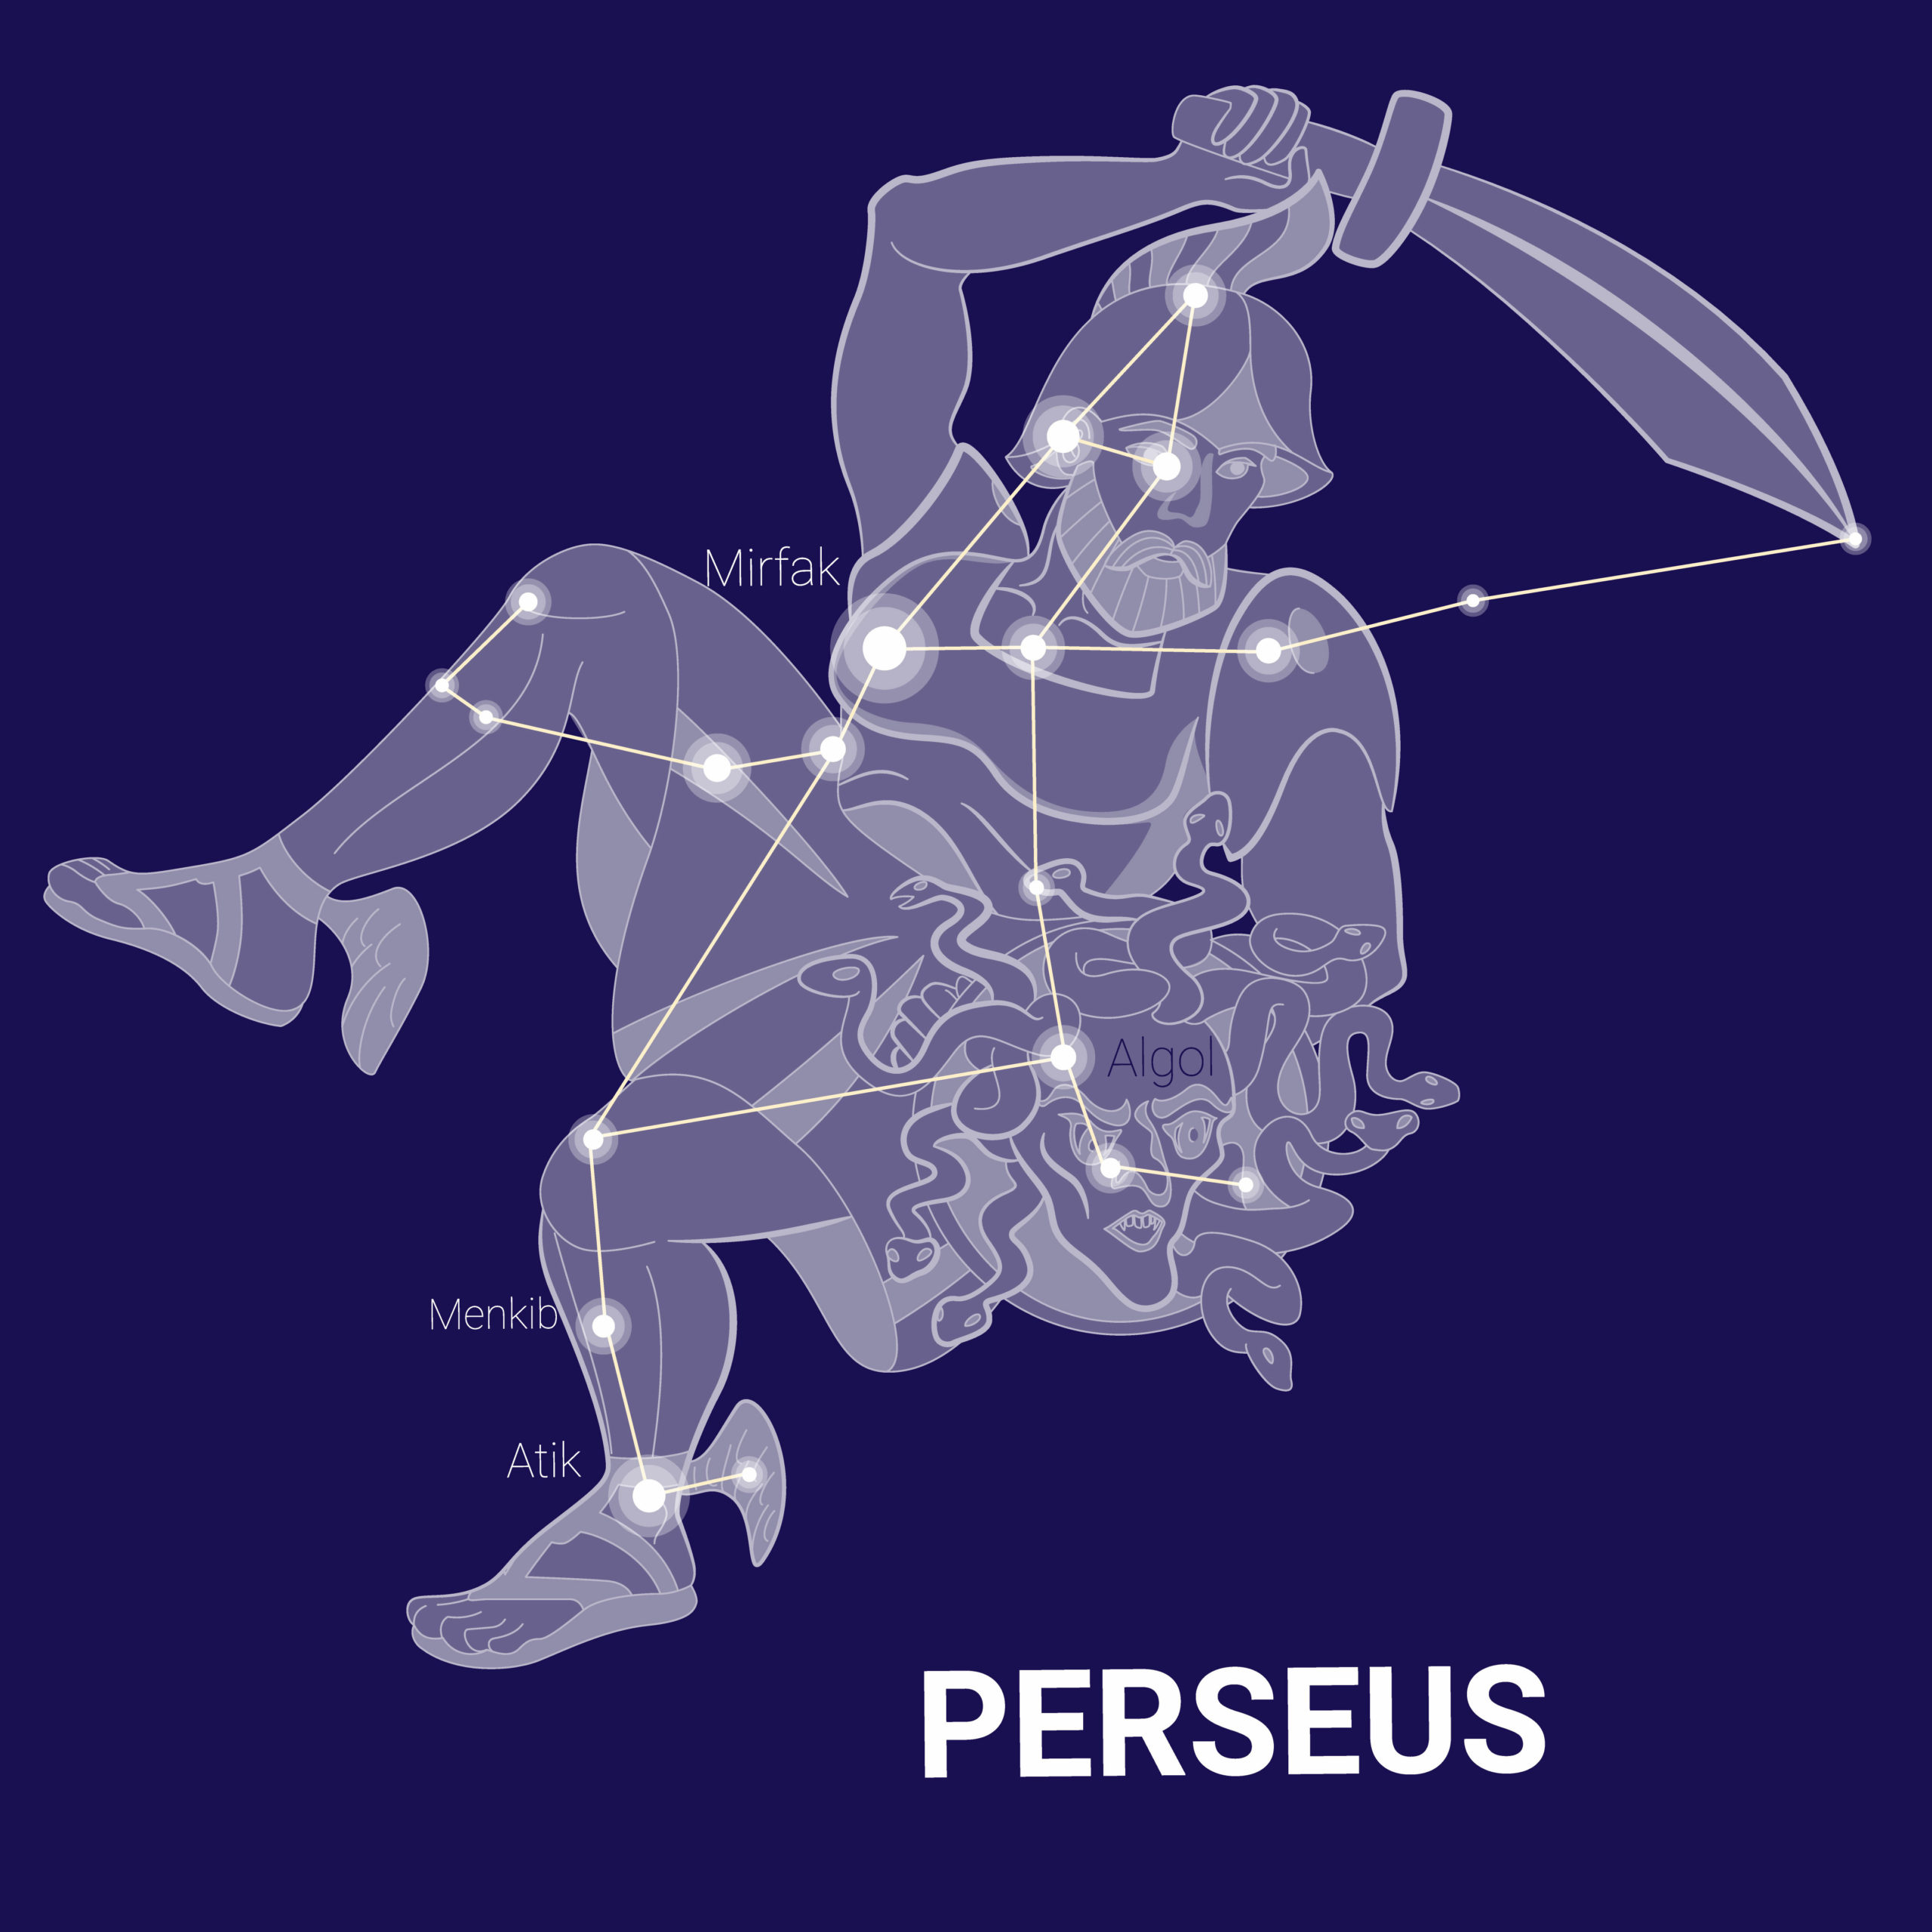 Mirfak
Algol
Menkib
Atik
PERSEUS